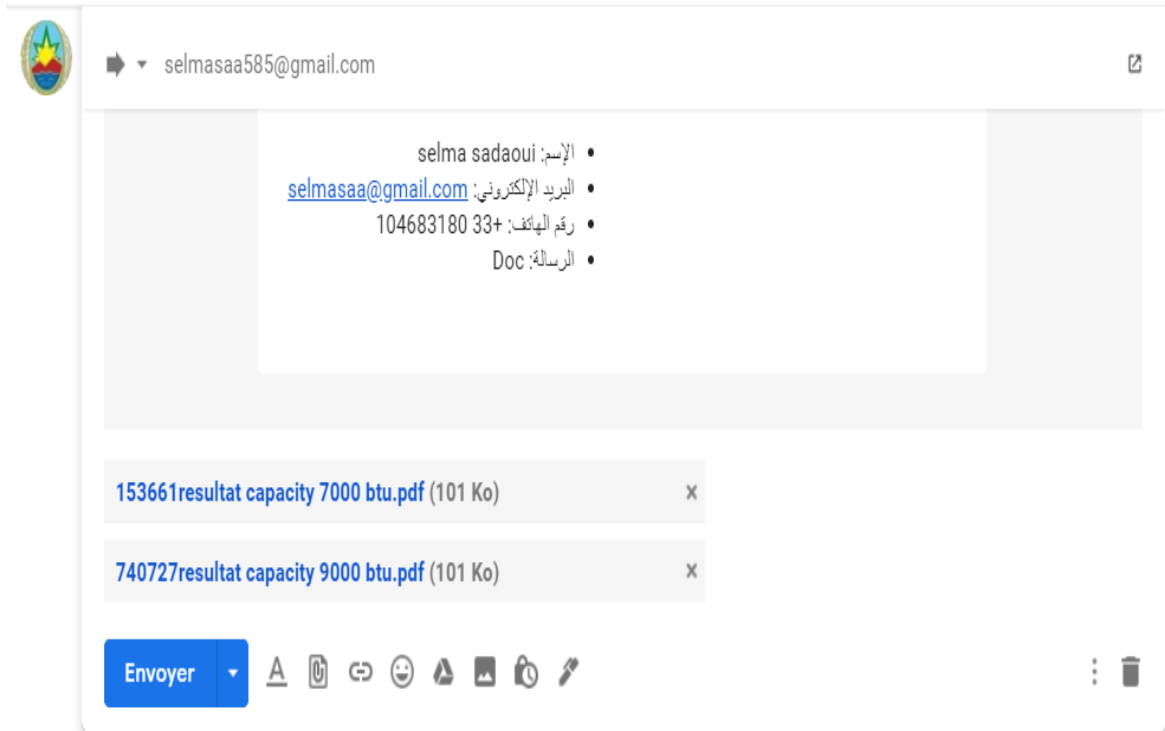 selmasaa585@gmail.com
الإسم: selma sadaoui
البريد الإلكتروني: selmasaa@gmail.com
رقم الهاتف: +33 104683180
الرسالة: Doc
153661resultat capacity 7000 btu.pdf (101 Ko)
740727resultat capacity 9000 btu.pdf (101 Ko)
Envoyer